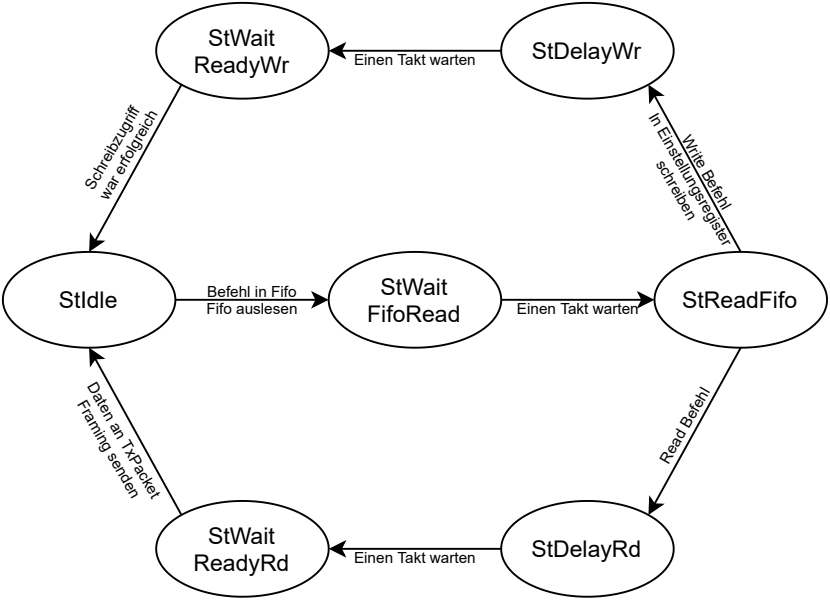 StWait
ReadyWr
Einen Takt warten
StDelayWr
Schreibzugriff
war erfolgreich
Write Befehl
In Einstellungsregister
schreiben
StIdle
Befehl in Fifo
Fifo auslesen
StWait
FifoRead
Einen Takt warten
StReadFifo
Daten an TxPacket
Framing senden
Read Befehl
StWait
ReadyRd
Einen Takt warten
StDelayRd